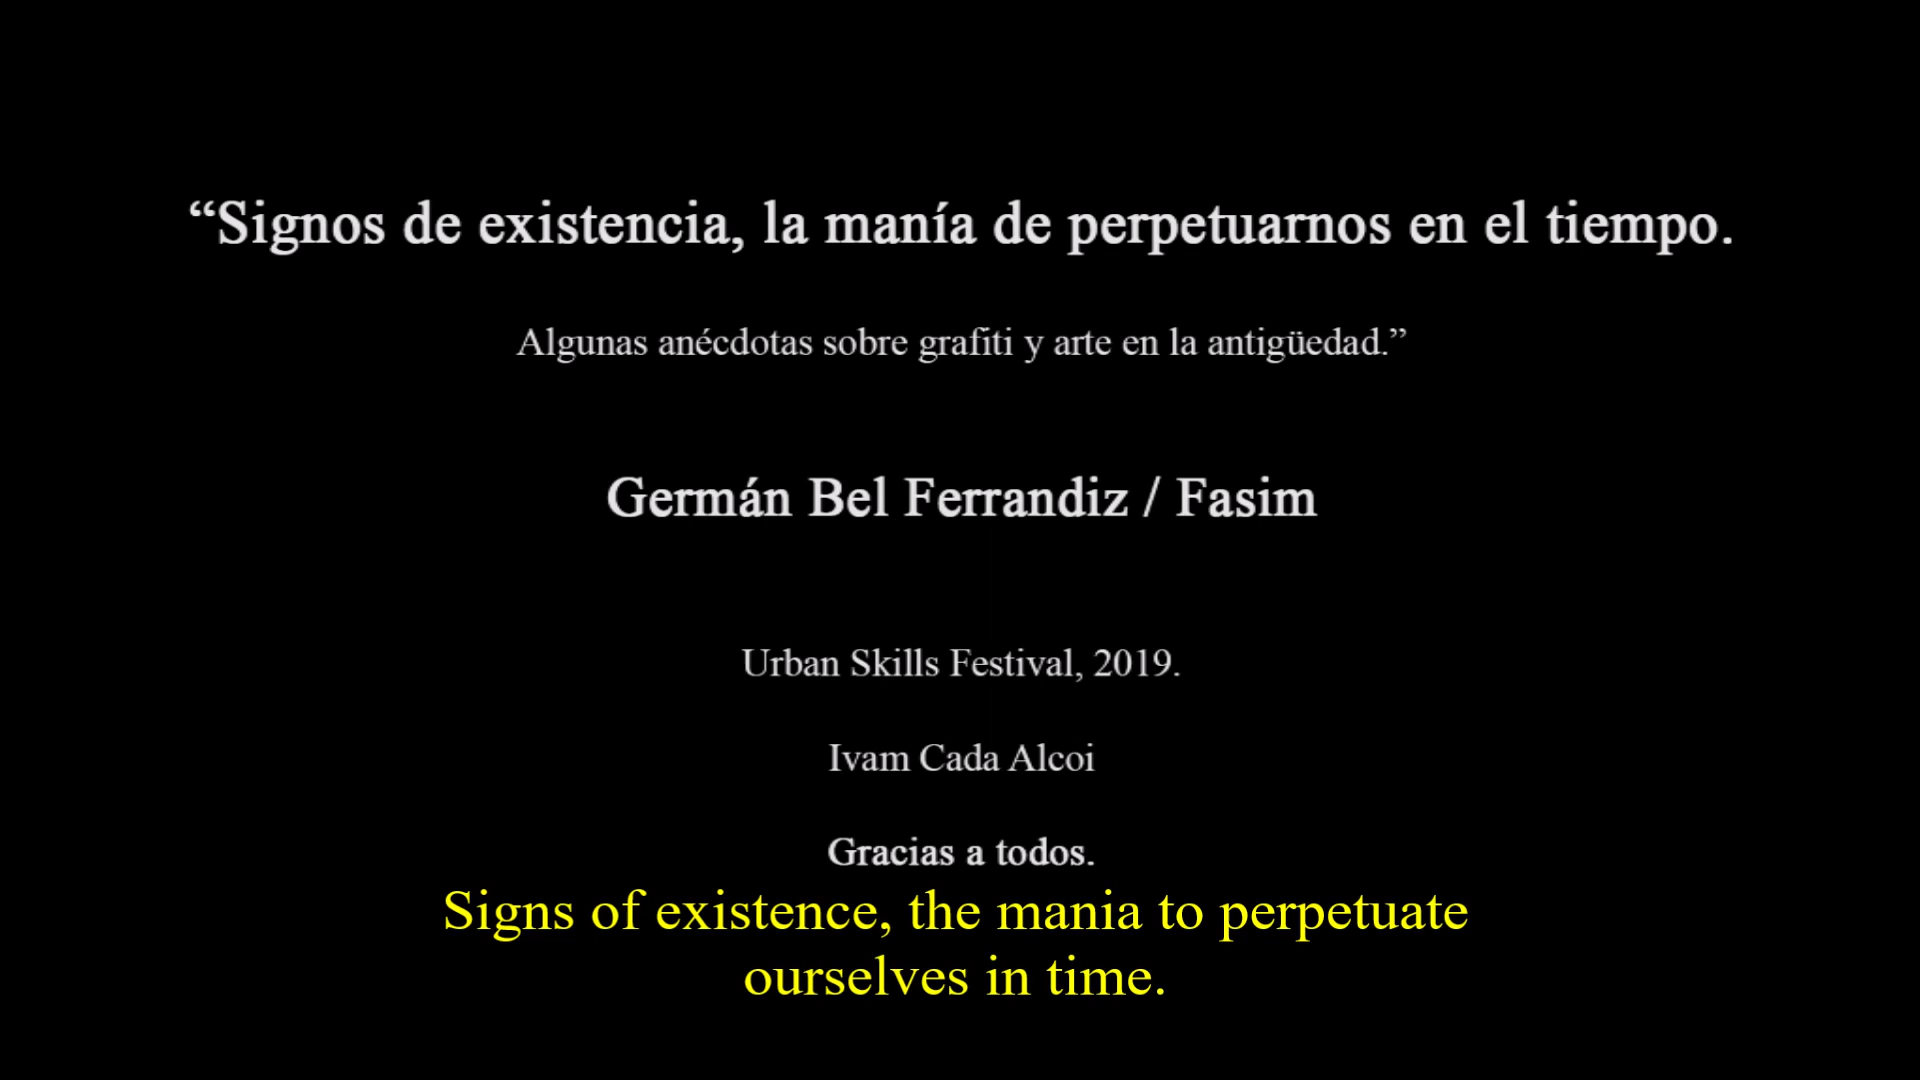 “Signos de existencia, la manía de perpetuarnos en el tiempo.
Algunas anécdotas sobre grafiti y arte en la antigüedad.”
Germán Bel Ferrandiz / Fasim
Urban Skills Festival, 2019.
Ivam Cada Alcoi
Gracias a todos.
Signs of existence, the mania to perpetuate
ourselves in time.